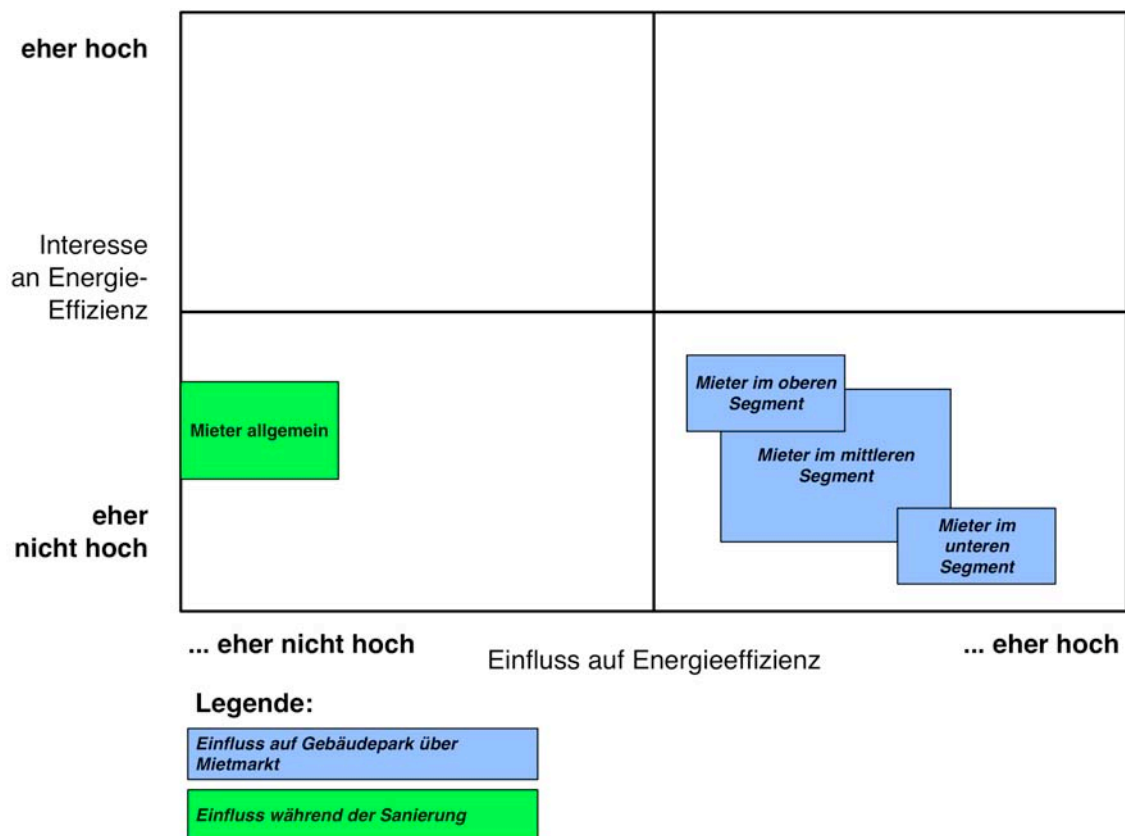 eher hoch
Interesse
an Energie-
Effizienz
Mieter im oberen
Segment
Mieter allgemein
Mieter im mittleren
Segment
eher
nicht hoch
Mieter im
unteren
Segment
... eher nicht hoch
Einfluss auf Energieeffizienz
... eher hoch
Legende:
Einfluss auf Gebäudepark über
Mietmarkt
Einfluss während der Sanierung